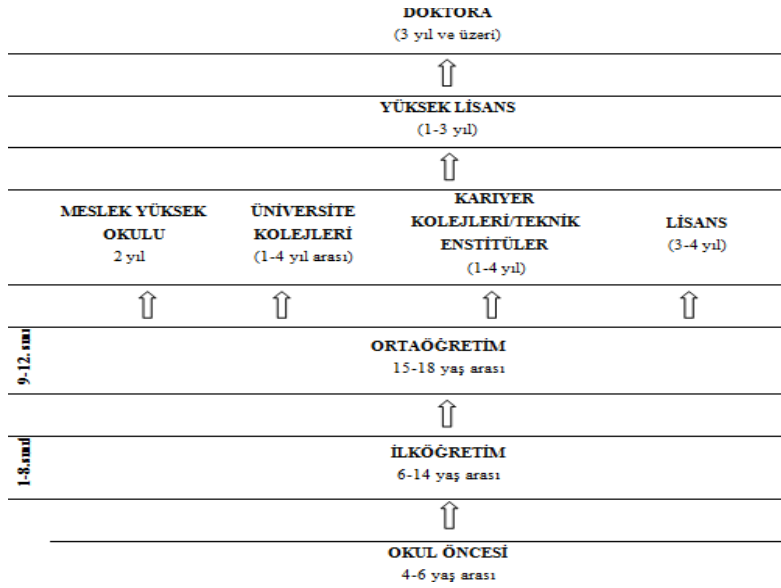 DOKTORA
(3 yıl ve üzeri)
YÜKSEK LİSANS
(1-3 yıl)
MESLEK YÜKSEK
OKULU
2 yıl
ÜNİVERSİTE
KOLEJLERİ
(1-4 yıl arası)
KARIYER
KOLEJLERİ/TEKNİK
ENSTİTÜLER
(1-4 yıl)
LİSANS
(3-4 yıl)
9-12. sınıf
ORTAÖĞRETİM
15-18 yaş arası
1-8.sınıf
İLKÖĞRETİM
6-14 yaş arası
OKUL ÖNCESİ
4-6 yaş arası